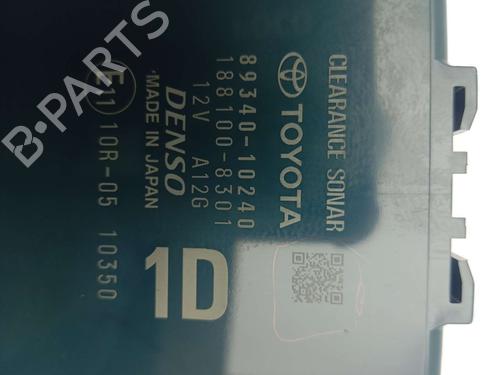 CLEARANCE SONAR
TOYOTA
89340-10240
188100-8301
12V A12G
DENSO
MADE IN JAPAN
E11 10R-05 10350
1D
B-PARTS